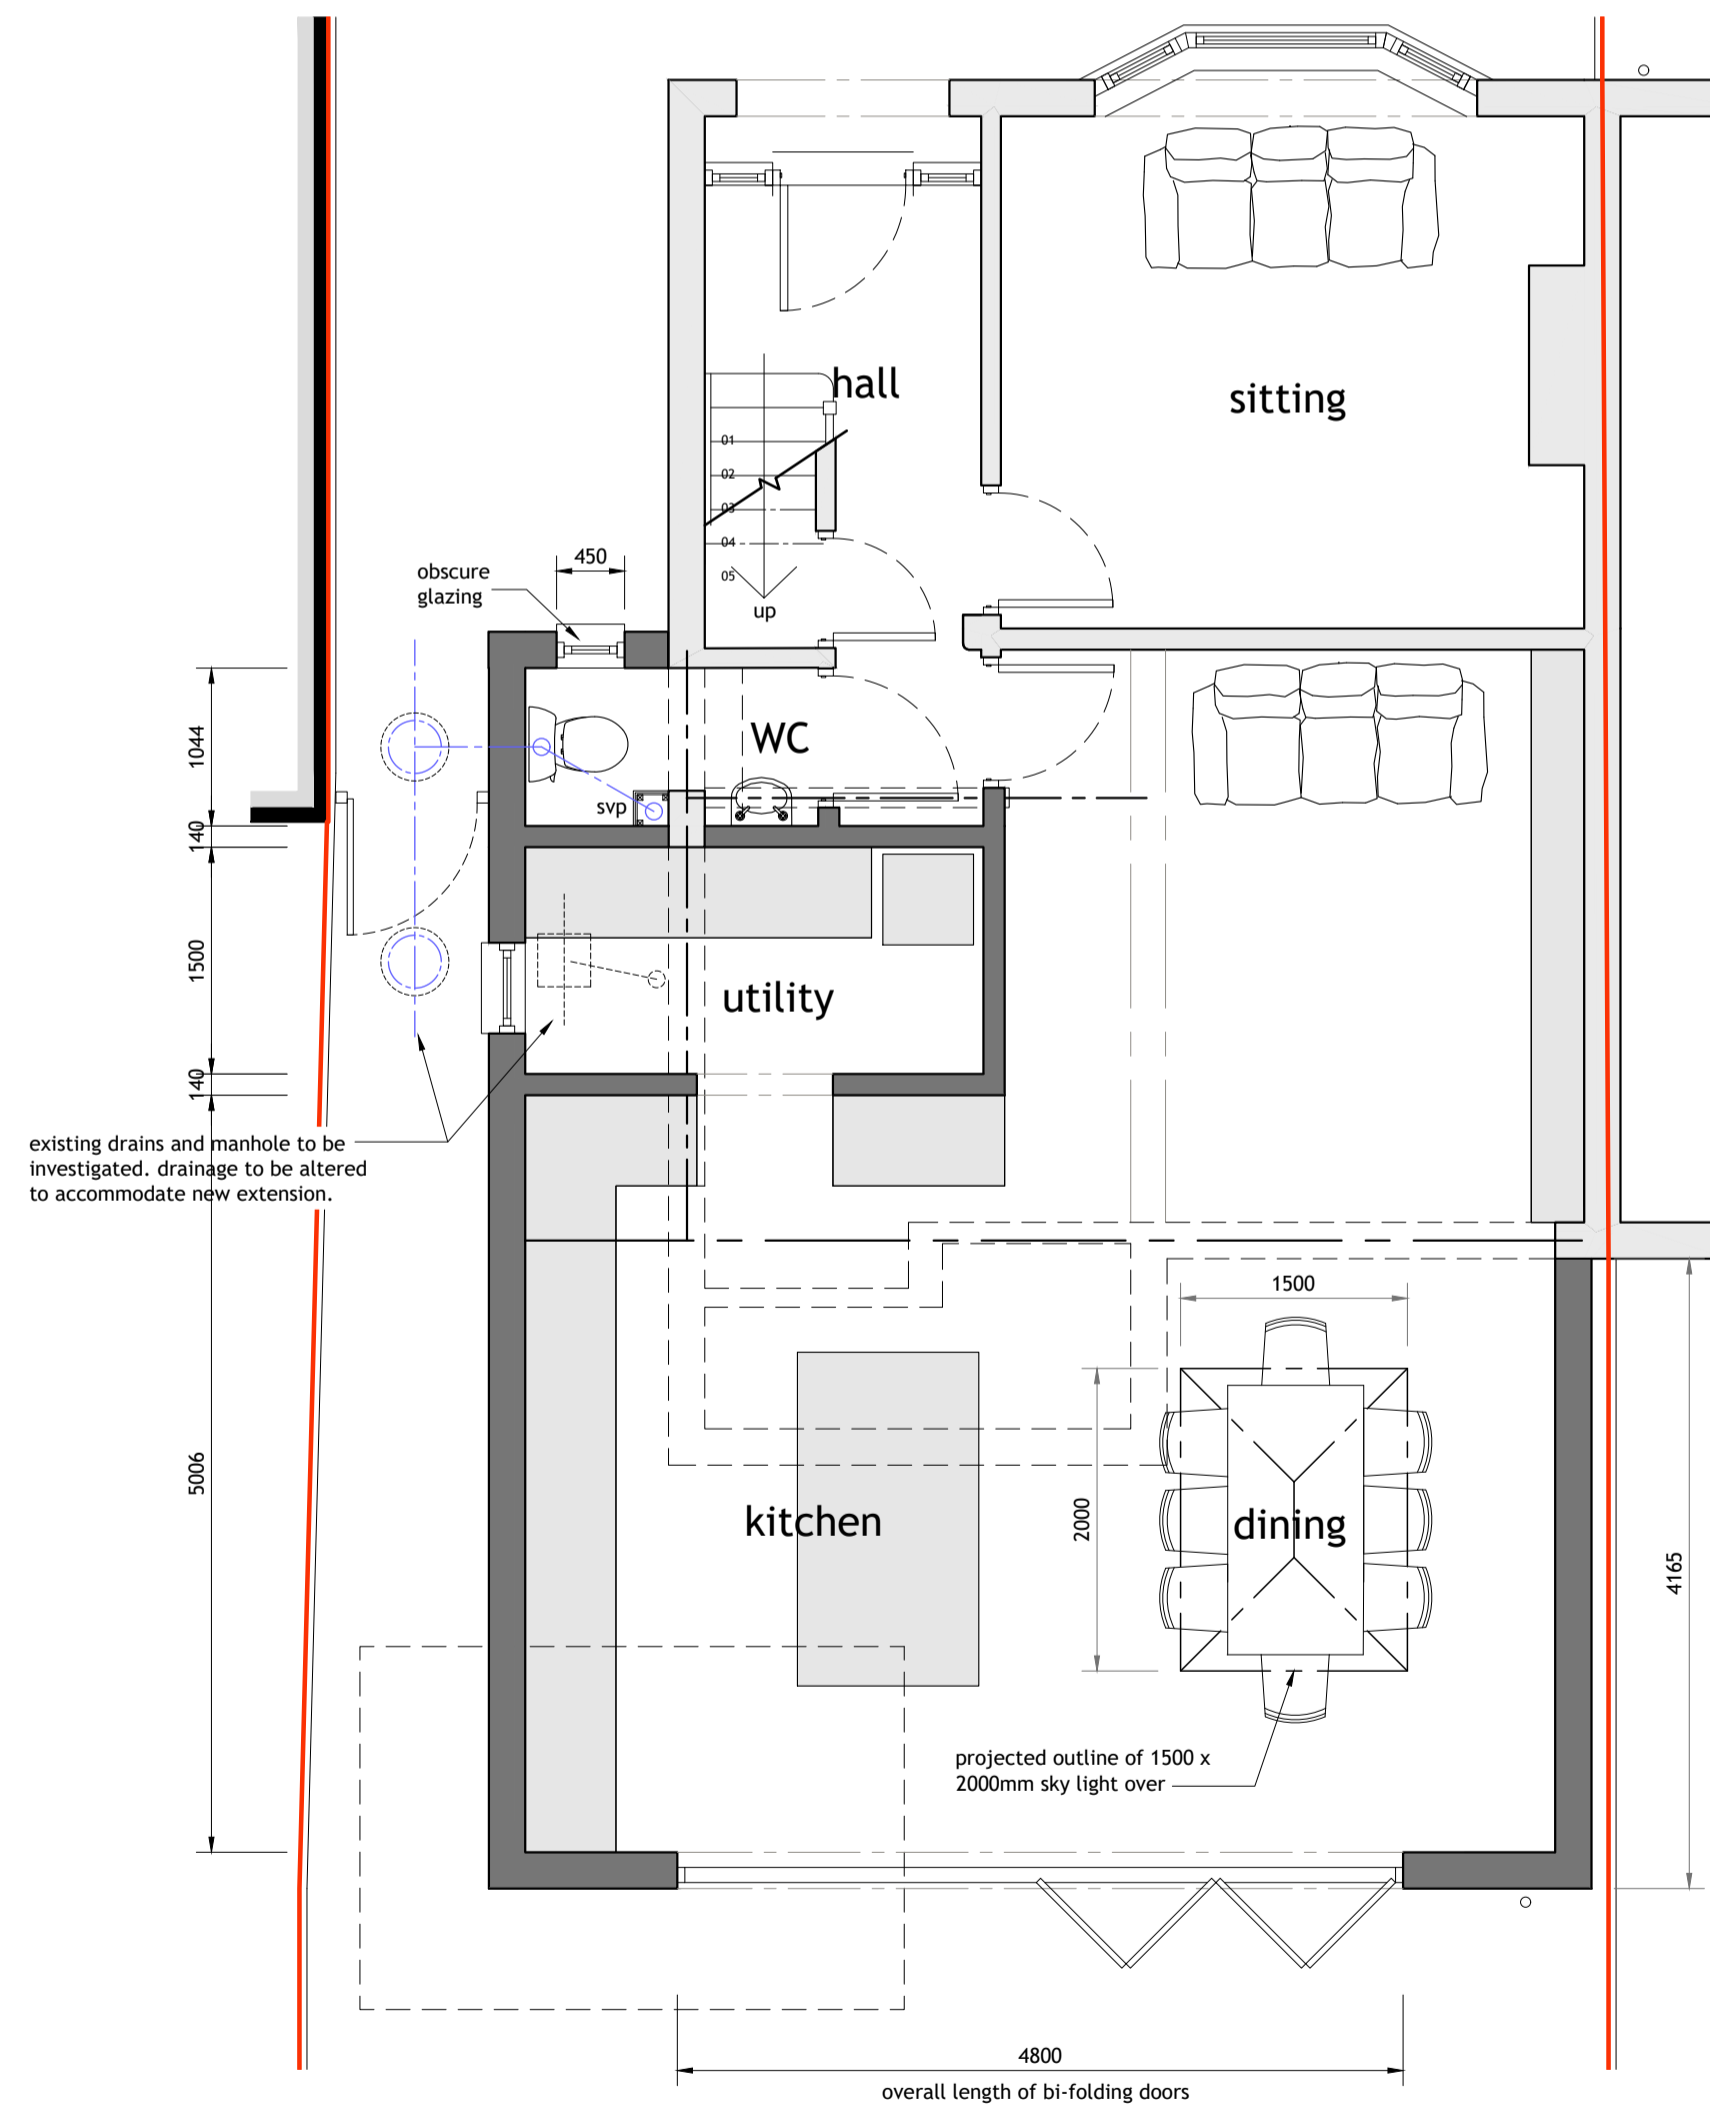 hall
sitting
01
02
03
04
05
up
450
obscure
glazing
WC
svp
1044
140
1500
140
utility
existing drains and manhole to be
investigated. drainage to be altered
to accommodate new extension.
5006
1500
2000
kitchen
dining
4165
projected outline of 1500 x
2000mm sky light over
4800
overall length of bi-folding doors